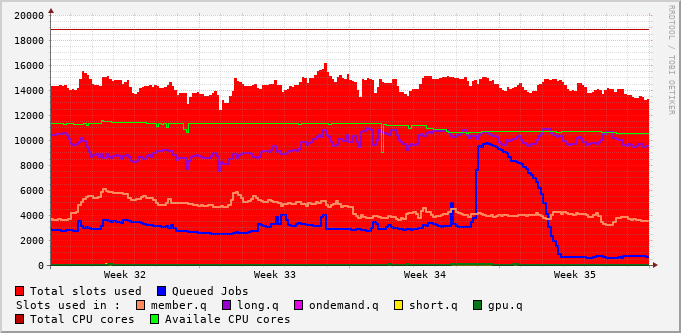 RRDTOOL / TOBI OETIKER
20000
18000
16000
14000
12000
10000
8000
6000
4000
2000
0
Week 32 Week 33 Week 34 Week 35
Total slots used Queued Jobs
Slots used in : member.q long.q ondemand.q short.q gpu.q
Total CPU cores Availale CPU cores